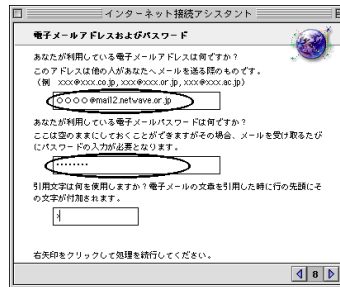 インターネット接続アシスタント
電子メールアドレスおよびパスワード
あなたが利用している電子メールアドレスは何ですか？
このアドレスは他の人があなたへメールを送る時のものです。
（例　xxx@xxx.co.jp, xxx@xxx.or.jp, xxx@xxx.ac.jp）
○○○○@mail2.netwave.or.jp
あなたが利用している電子メールパスワードは何ですか？
ここは空のままにしておくことができますがその場合、メールを受け取るたび
にパスワードの入力が必要となります。
••••••••
引用文字は何を使用しますか？電子メールの文章を引用した時に行の先頭にそ
の文字が付加されます。
>
右矢印をクリックして処理を続行してください。
8